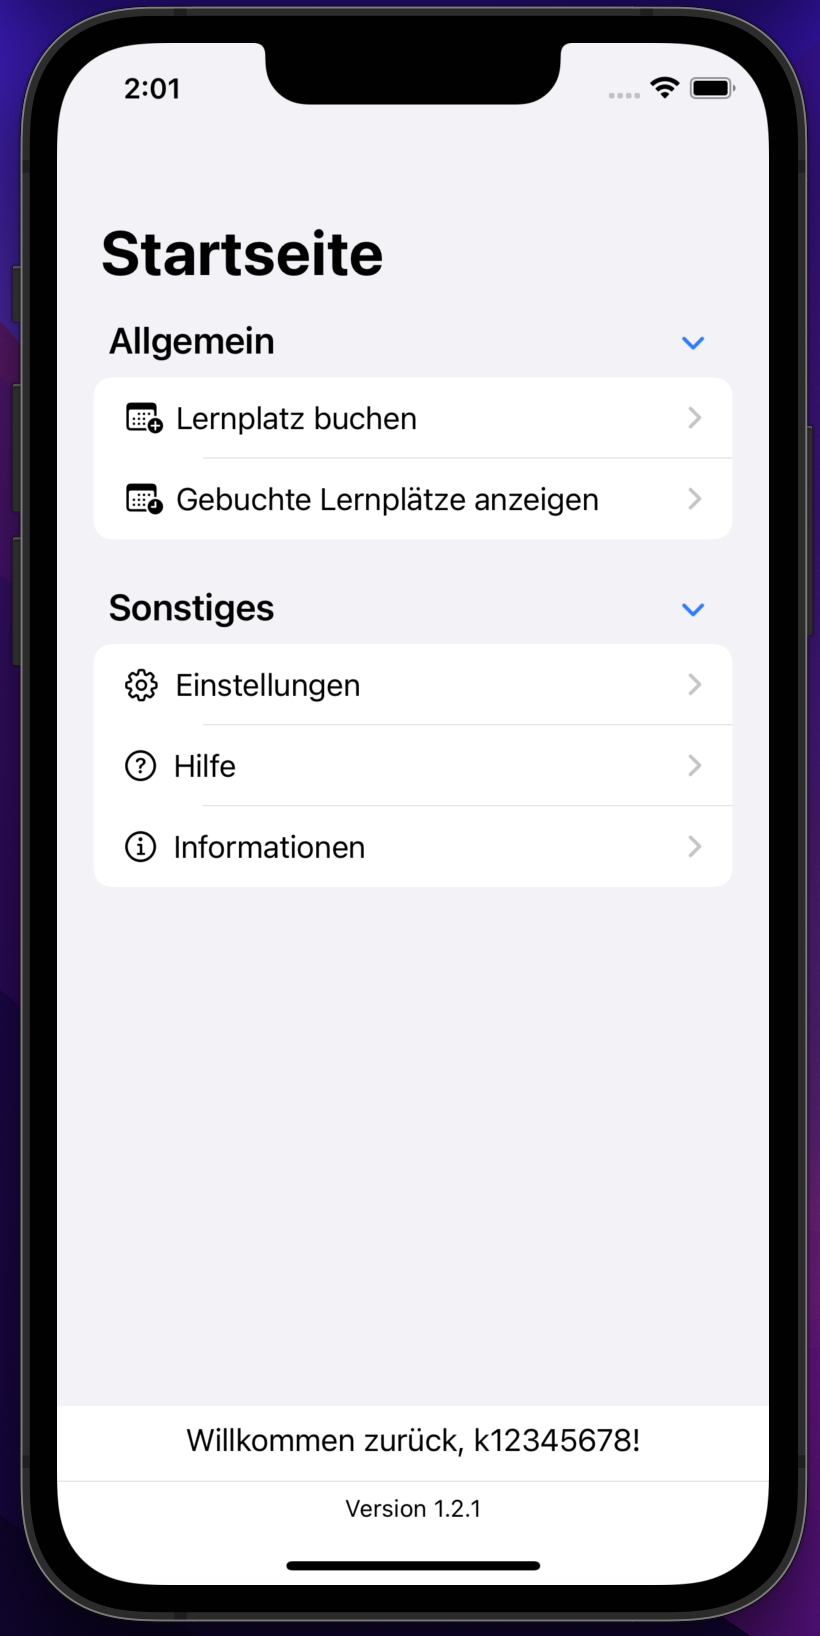 2:01
Startseite
Allgemein
Lernplatz buchen
Gebuchte Lernplätze anzeigen
Sonstiges
Einstellungen
Hilfe
Informationen
Willkommen zurück, k12345678!
Version 1.2.1